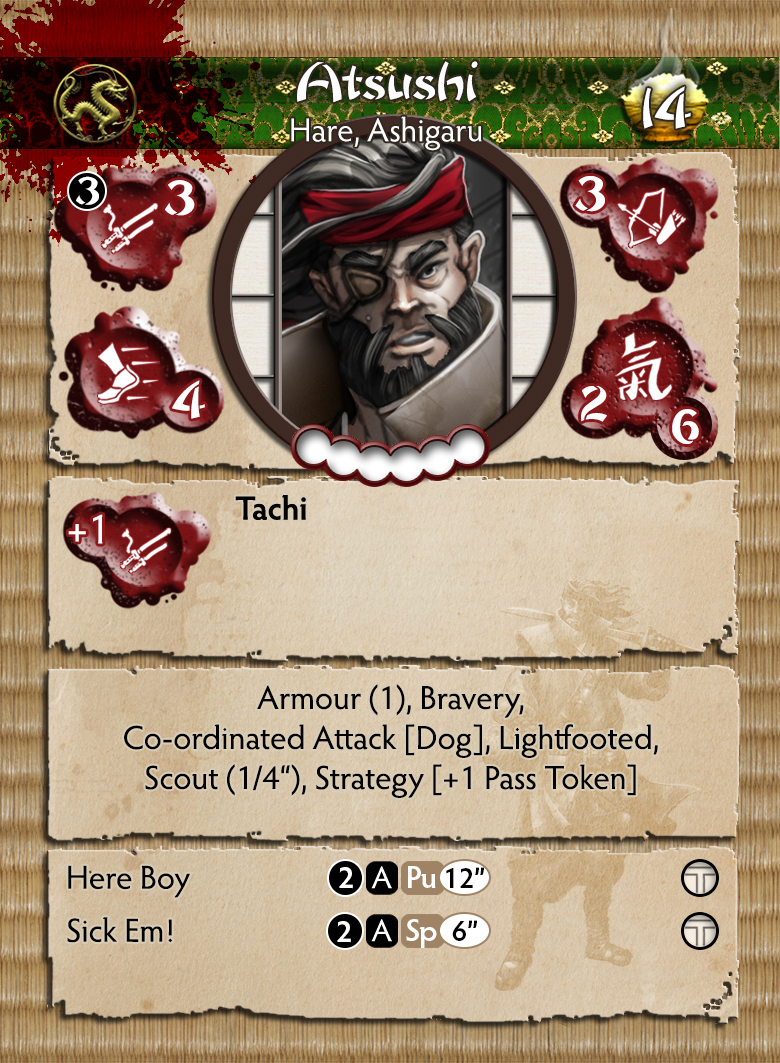 Atsushi
14
Hare, Ashigaru
3 3
3
4
氣
2 6
+1
Tachi
Armour (1), Bravery,
Co-ordinated Attack [Dog], Lightfooted,
Scout (1/4"), Strategy [+1 Pass Token]
Here Boy 2 A Pu 12" T
Sick Em! 2 A Sp 6" T